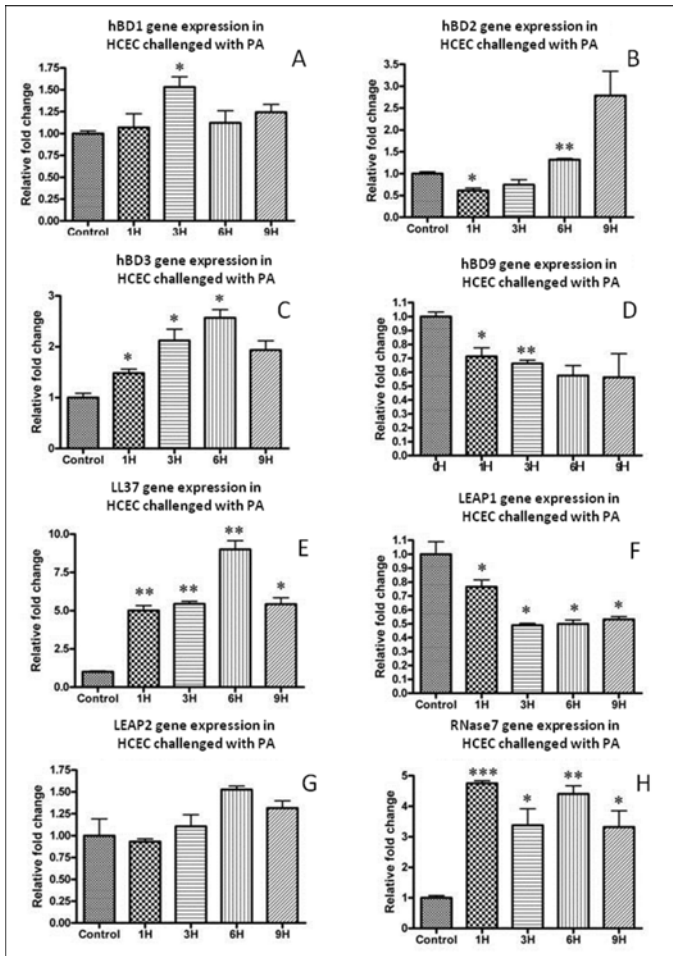 hBD1 gene expression in
HCEC challenged with PA
A
Relative fold change
1.75
1.50
1.25
1.00
0.75
0.50
0.25
0.00
*
Control 1H 3H 6H 9H
hBD2 gene expression in
HCEC challenged with PA
B
Relative fold chnage
3.5
3.0
2.5
2.0
1.5
1.0
0.5
0.0
* **
Control 1H 3H 6H 9H
hBD3 gene expression in
HCEC challenged with PA
C
Relative fold change
3
2
1
0
* * *
Control 1H 3H 6H 9H
hBD9 gene expression in
HCEC challenged with PA
D
Relative fold change
1.1
1.0
0.9
0.8
0.7
0.6
0.5
0.4
0.3
0.2
0.1
0.0
* **
0H 1H 3H 6H 9H
LL37 gene expression in
HCEC challenged with PA
E
Relative fold change
10.0
7.5
5.0
2.5
0.0
** ** ** *
Control 1H 3H 6H 9H
LEAP1 gene expression in
HCEC challenged with PA
F
Relative fold change
1.1
1.0
0.9
0.8
0.7
0.6
0.5
0.4
0.3
0.2
0.1
0.0
* * * *
Control 1H 3H 6H 9H
LEAP2 gene expression in
HCEC challenged with PA
G
Relative fold change
1.75
1.50
1.25
1.00
0.75
0.50
0.25
0.00
Control 1H 3H 6H 9H
RNase7 gene expression in
HCEC challenged with PA
H
Relative fold change
5
4
3
2
1
0
*** * ** *
Control 1H 3H 6H 9H